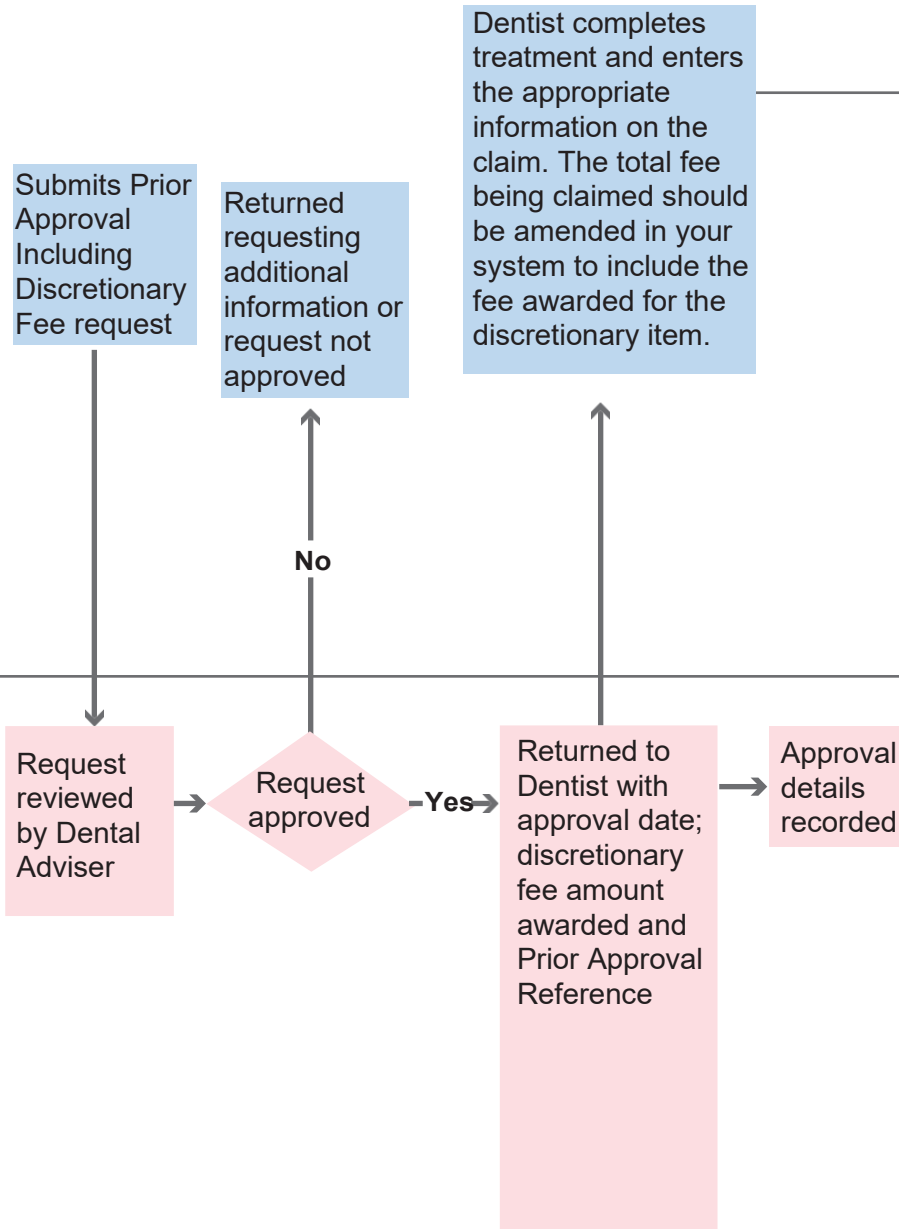 Dentist completes
treatment and enters
the appropriate
information on the
claim. The total fee
being claimed should
be amended in your
system to include the
fee awarded for the
discretionary item.
Submits Prior
Approval
Including
Discretionary
Fee request
Returned
requesting
additional
information or
request not
approved
No
Request
reviewed
by Dental
Adviser
Request
approved
Yes
Returned to
Dentist with
approval date;
discretionary
fee amount
awarded and
Prior Approval
Reference
Approval
details
recorded